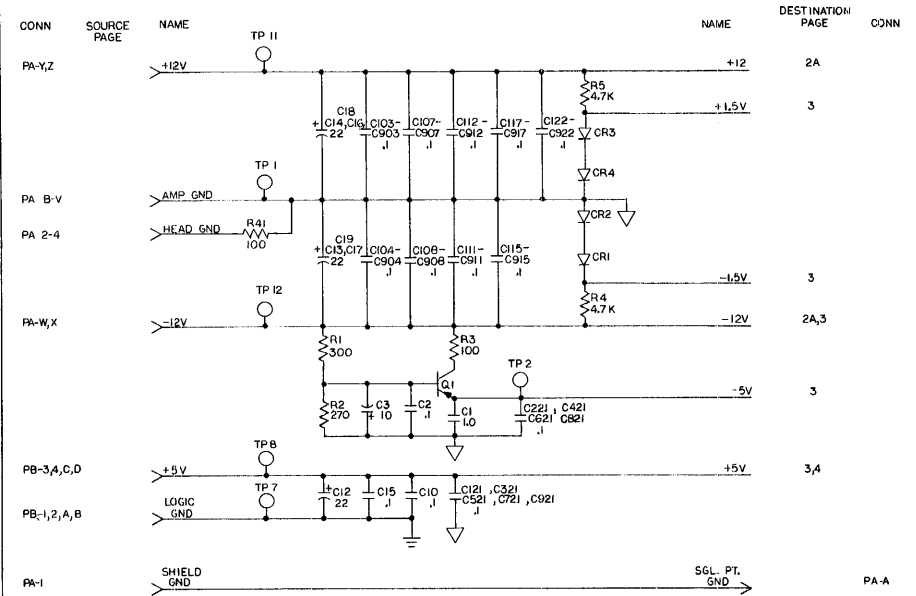 CONN SOURCE PAGE NAME NAME DESTINATION PAGE CONN
TP 11
PA-Y,Z +12V +12 2A
R5 4.7K
+1.5V 3
C18
+ C14,C16 22
C103- C903 .1
C107- C907 .1
C112- C912 .1
C117- C917 .1
C122- C922 .1
CR3
CR4
TP 1
PA B-V AMP GND
PA 2-4 HEAD GND R41 100
CR2
CR1
C19
+ C13,C17 22
C104- C904 .1
C108- C908 .1
C111- C911 .1
C115- C915 .1
-1.5V 3
R4 4.7K
TP 12
PA-W,X -12V -12V 2A,3
R1 300
R3 100
TP 2
Q1
-5V 3
R2 270
C3 + 10
C2 .1
C1 1.0
C221, C421
C621, C821
.1
TP 8
PB-3,4,C,D +5V +5V 3,4
TP 7
+ C12 22
C15 .1
C10 .1
C121, C321
C521, C721, C921
.1
PB-1,2,A,B LOGIC GND
PA-1 SHIELD GND SGL. PT. GND PA-A